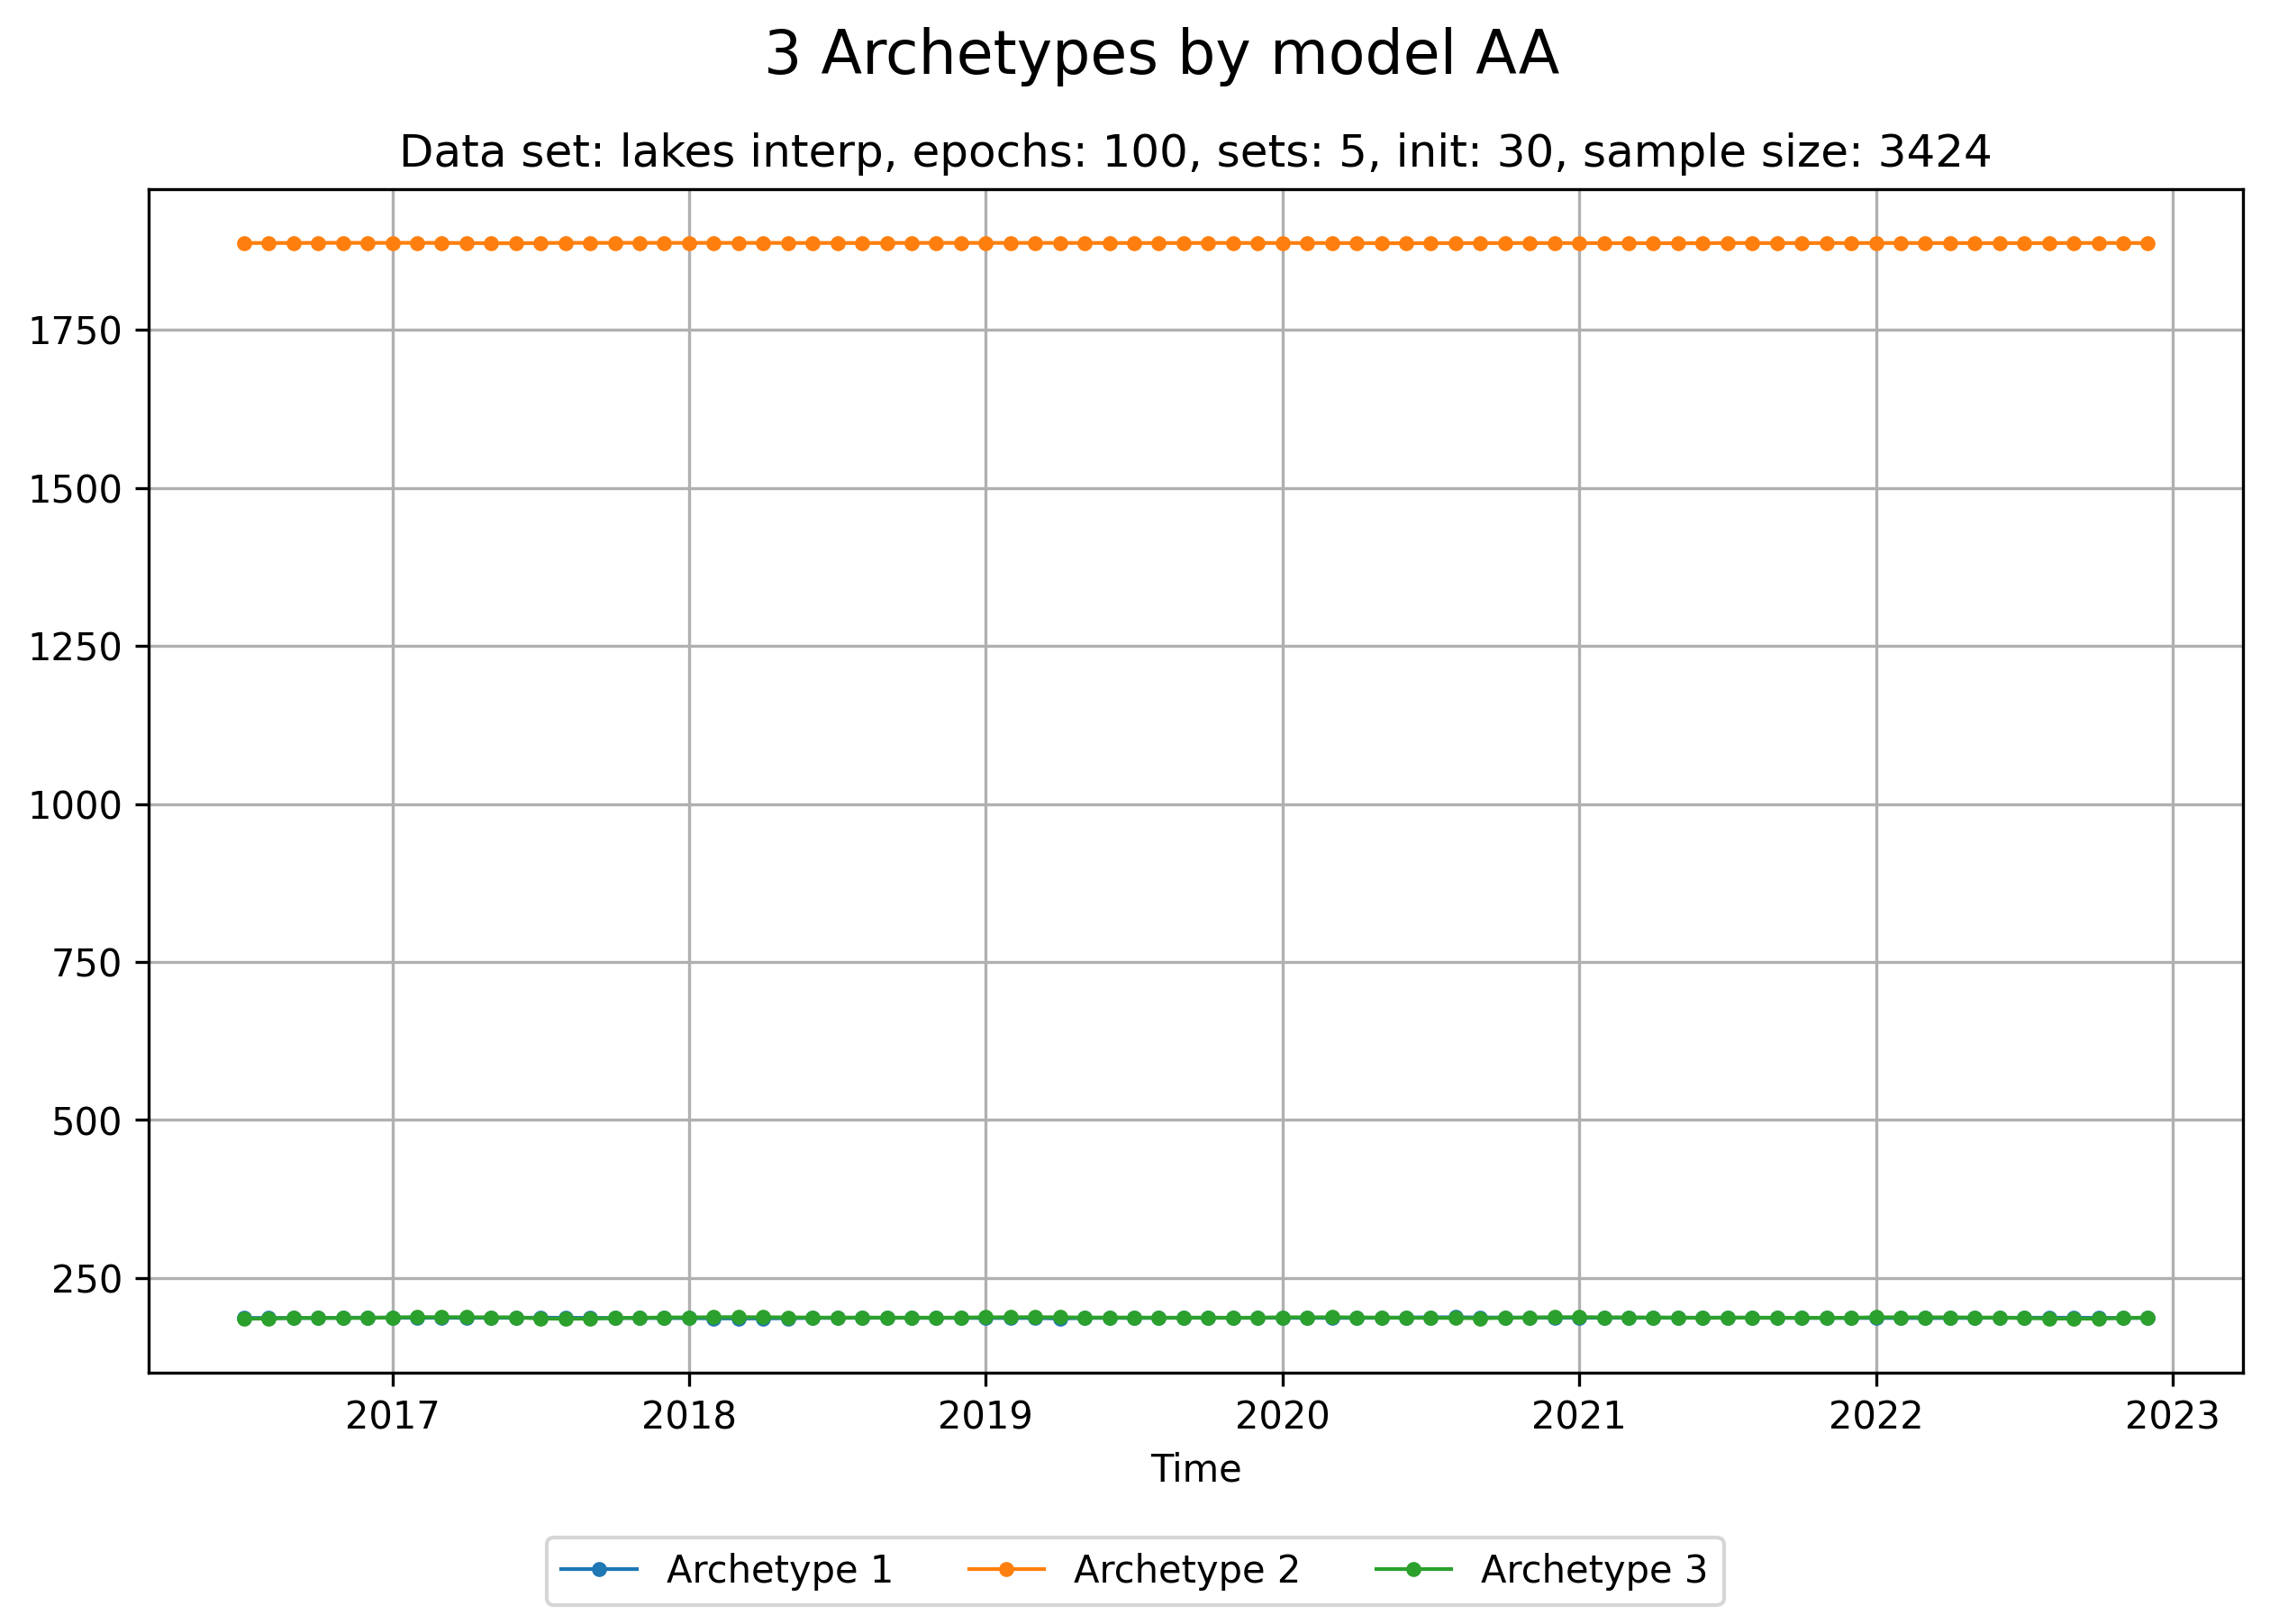 3 Archetypes by model AA
Data set: lakes interp, epochs: 100, sets: 5, init: 30, sample size: 3424
1750
1500
1250
1000
750
500
250
2017 2018 2019 2020 2021 2022 2023
Time
Archetype 1 Archetype 2 Archetype 3